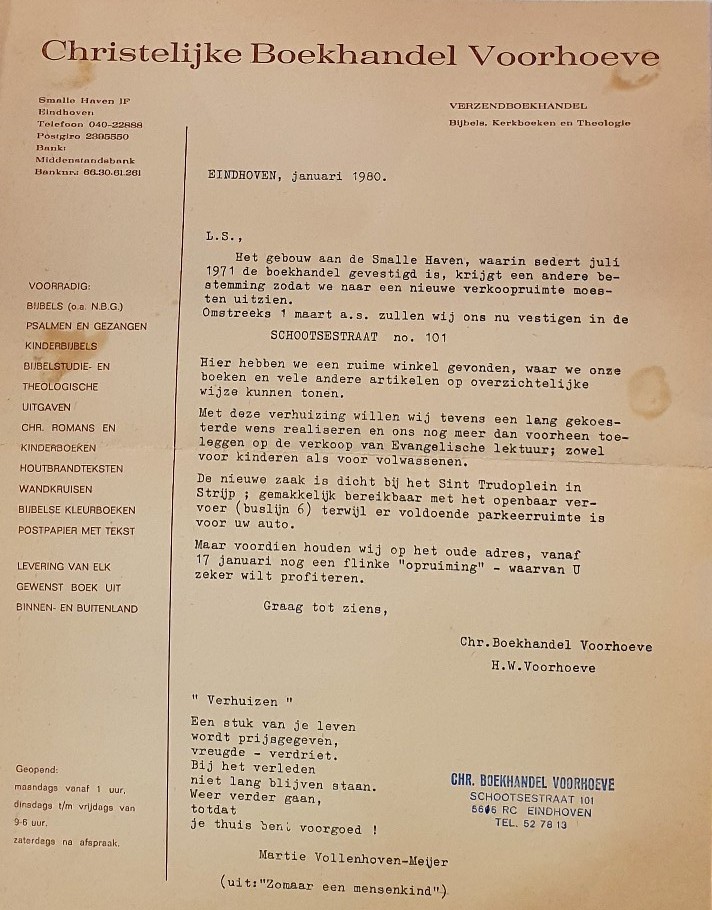 Christelijke Boekhandel Voorhoeve
Smalle Haven 1F
Eindhoven
Telefoon 040-22888
Postgiro 2395550
Bank:
Middenstandsbank
Banknr.: 66.30.61.261
VERZENDBOEKHANDEL
Bijbels, Kerkboeken en Theologie
EINDHOVEN, januari 1980.
L.S.,
Het gebouw aan de Smalle Haven, waarin sedert juli
1971 de boekhandel gevestigd is, krijgt een andere be-
stemming zodat we naar een nieuwe verkoopruimte moes-
ten uitzien.
Omstreeks 1 maart a.s. zullen wij ons nu vestigen in de
SCHOOTSESTRAAT no. 101
Hier hebben we een ruime winkel gevonden, waar we onze
boeken en vele andere artikelen op overzichtelijke
wijze kunnen tonen.
Met deze verhuizing willen wij tevens een lang gekoes-
terde wens realiseren en ons nog meer dan voorheen toe-
leggen op de verkoop van Evangelische lektuur; zowel
voor kinderen als voor volwassenen.
De nieuwe zaak is dicht bij het Sint Trudoplein in
Strijp ; gemakkelijk bereikbaar met het openbaar ver-
voer (buslijn 6) terwijl er voldoende parkeerruimte is
voor uw auto.
Maar voordien houden wij op het oude adres, vanaf
17 januari nog een flinke "opruiming" - waarvan U
zeker wilt profiteren.
Graag tot ziens,
Chr.Boekhandel Voorhoeve
H.W.Voorhoeve
" Verhuizen "
Een stuk van je leven
wordt prijsgegeven,
vreugde - verdriet.
Bij het verleden
niet lang blijven staan.
Weer verder gaan,
totdat
je thuis bent voorgoed !
Martie Vollenhoven-Meijer
(uit:"Zomaar een mensenkind")
VOORRADIG:
BIJBELS (o.a. N.B.G.)
PSALMEN EN GEZANGEN
KINDERBIJBELS
BIJBELSTUDIE- EN
THEOLOGISCHE
UITGAVEN
CHR. ROMANS EN
KINDERBOEKEN
HOUTBRANDTEKSTEN
WANDKRUISEN
BIJBELSE KLEURBOEKEN
POSTPAPIER MET TEKST
LEVERING VAN ELK
GEWENST BOEK UIT
BINNEN- EN BUITENLAND
Geopend:
maandags vanaf 1 uur,
dinsdags t/m vrijdags van
9-6 uur.
zaterdags na afspraak.
CHR. BOEKHANDEL VOORHOEVE
SCHOOTSESTRAAT 101
RC EINDHOVEN
TEL. 52 78 13